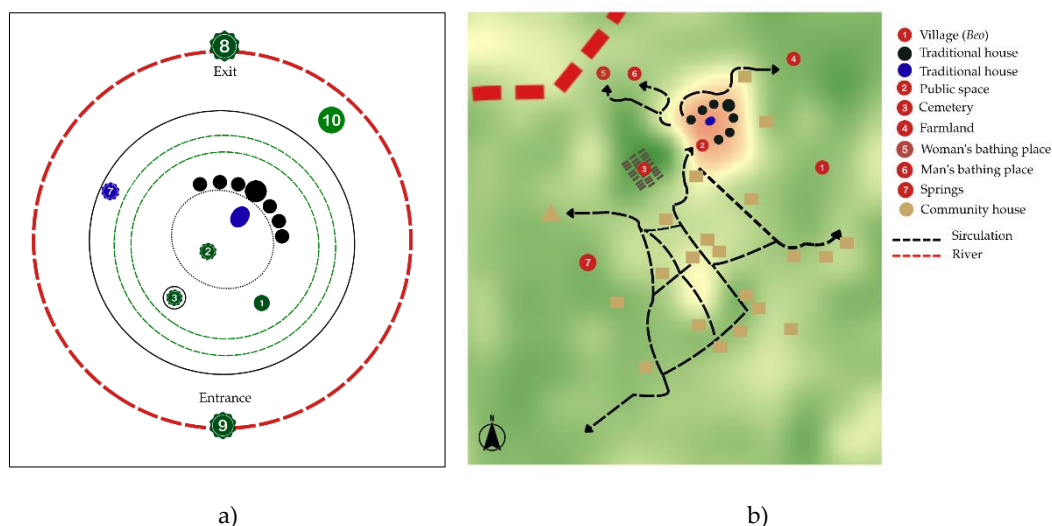 8
Exit
10
7
2
3
1
Entrance
9
a)
5
6
4
2
3
1
7
N
b)
1 Village (Beo)
Traditional house
Traditional house
2 Public space
3 Cemetery
4 Farmland
5 Woman's bathing place
6 Man's bathing place
7 Springs
Community house
Sirculation
River